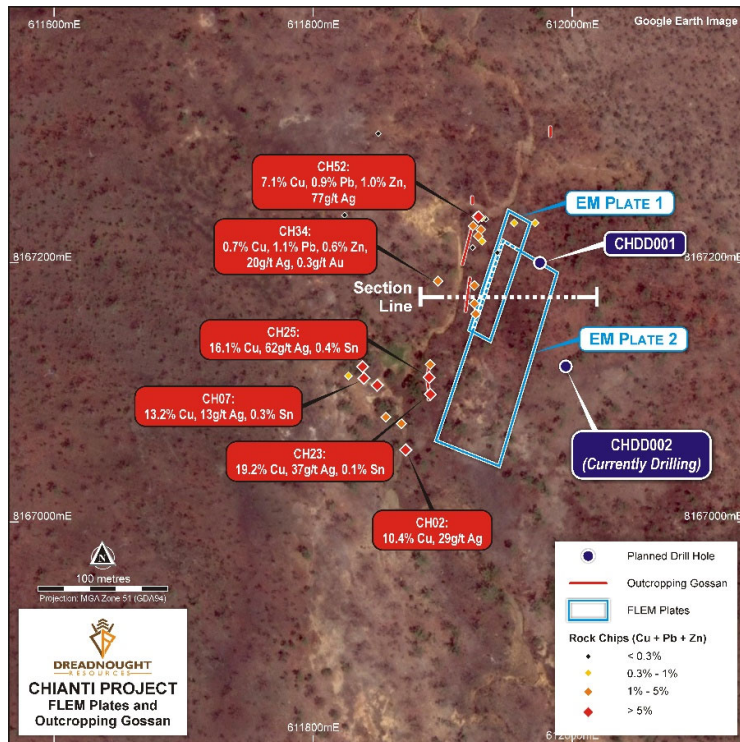 611600mE
611800mE
612000mE
Google Earth Image
CH52:
7.1% Cu, 0.9% Pb, 1.0% Zn,
77g/t Ag
EM PLATE 1
CH34:
0.7% Cu, 1.1% Pb, 0.6% Zn,
20g/t Ag, 0.3g/t Au
CHDD001
8167200mE
8167200mE
Section
Line
CH25:
16.1% Cu, 62g/t Ag, 0.4% Sn
EM PLATE 2
CH07:
13.2% Cu, 13g/t Ag, 0.3% Sn
CHDD002
(Currently Drilling)
CH23:
19.2% Cu, 37g/t Ag, 0.1% Sn
8167000mE
8167000mE
CH02:
10.4% Cu, 29g/t Ag
N
100 metres
Projection: MGA Zone 51 (GDA94)
DREADNOUGHT
RESOURCES
CHIANTI PROJECT
FLEM Plates and
Outcropping Gossan
Planned Drill Hole
Outcropping Gossan
FLEM Plates
Rock Chips (Cu + Pb + Zn)
< 0.3%
0.3% - 1%
1% - 5%
> 5%
611800mE